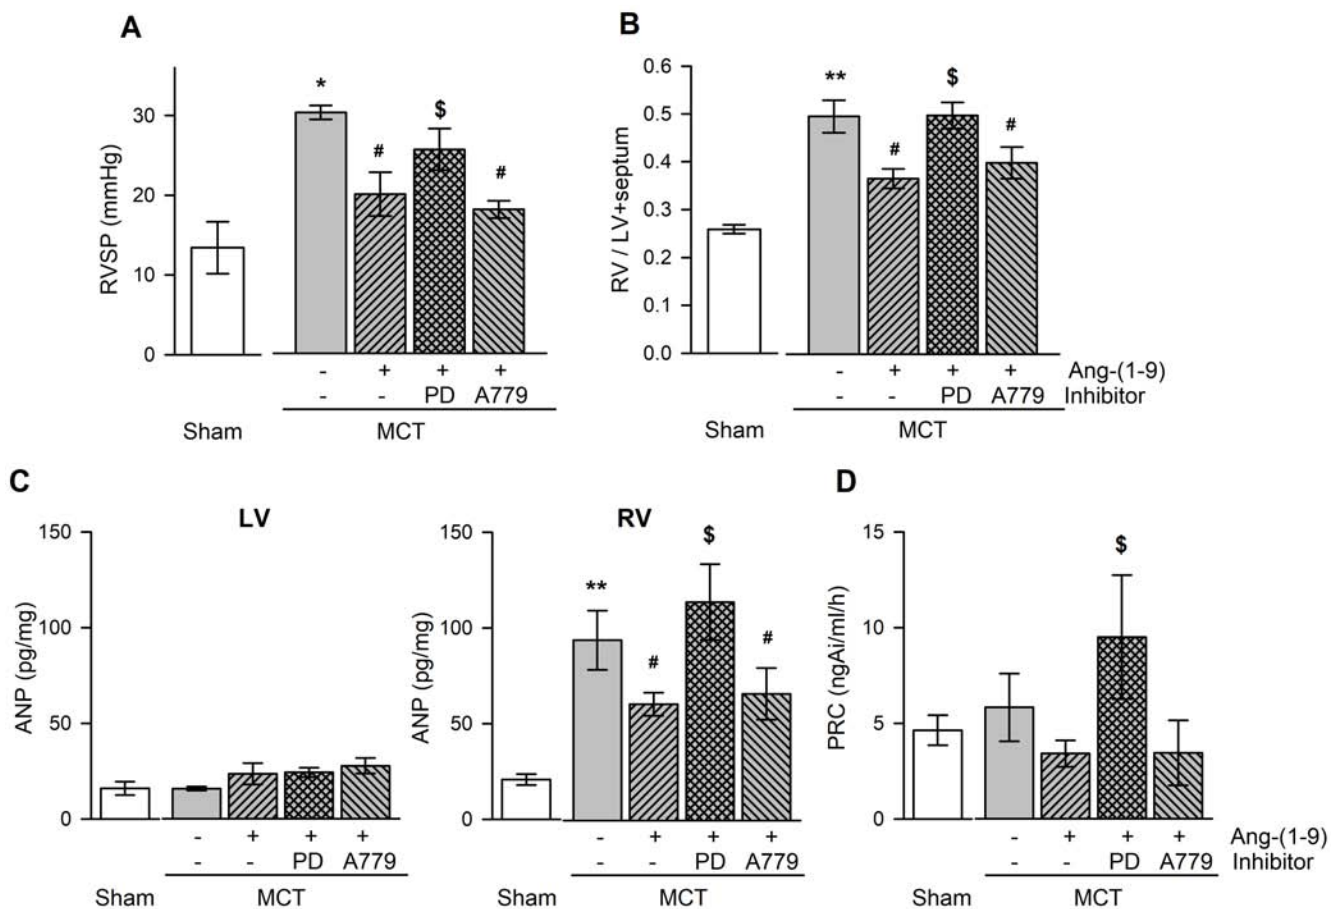 A
RVSP (mmHg)
30
20
10
0
*
#
$
#
- + + +
- - PD A779
Sham MCT
B
RV / LV+septum
0.6
0.5
0.4
0.3
0.2
0.1
0.0
**
#
$
#
- + + + Ang-(1-9)
- - PD A779 Inhibitor
Sham MCT
C
LV
ANP (pg/mg)
150
100
50
0
- + + +
- - PD A779
Sham MCT
RV
ANP (pg/mg)
150
100
50
0
**
#
$
#
- + + +
- - PD A779
Sham MCT
D
PRC (ngAi/ml/h)
15
10
5
0
$
- + + + Ang-(1-9)
- - PD A779 Inhibitor
Sham MCT